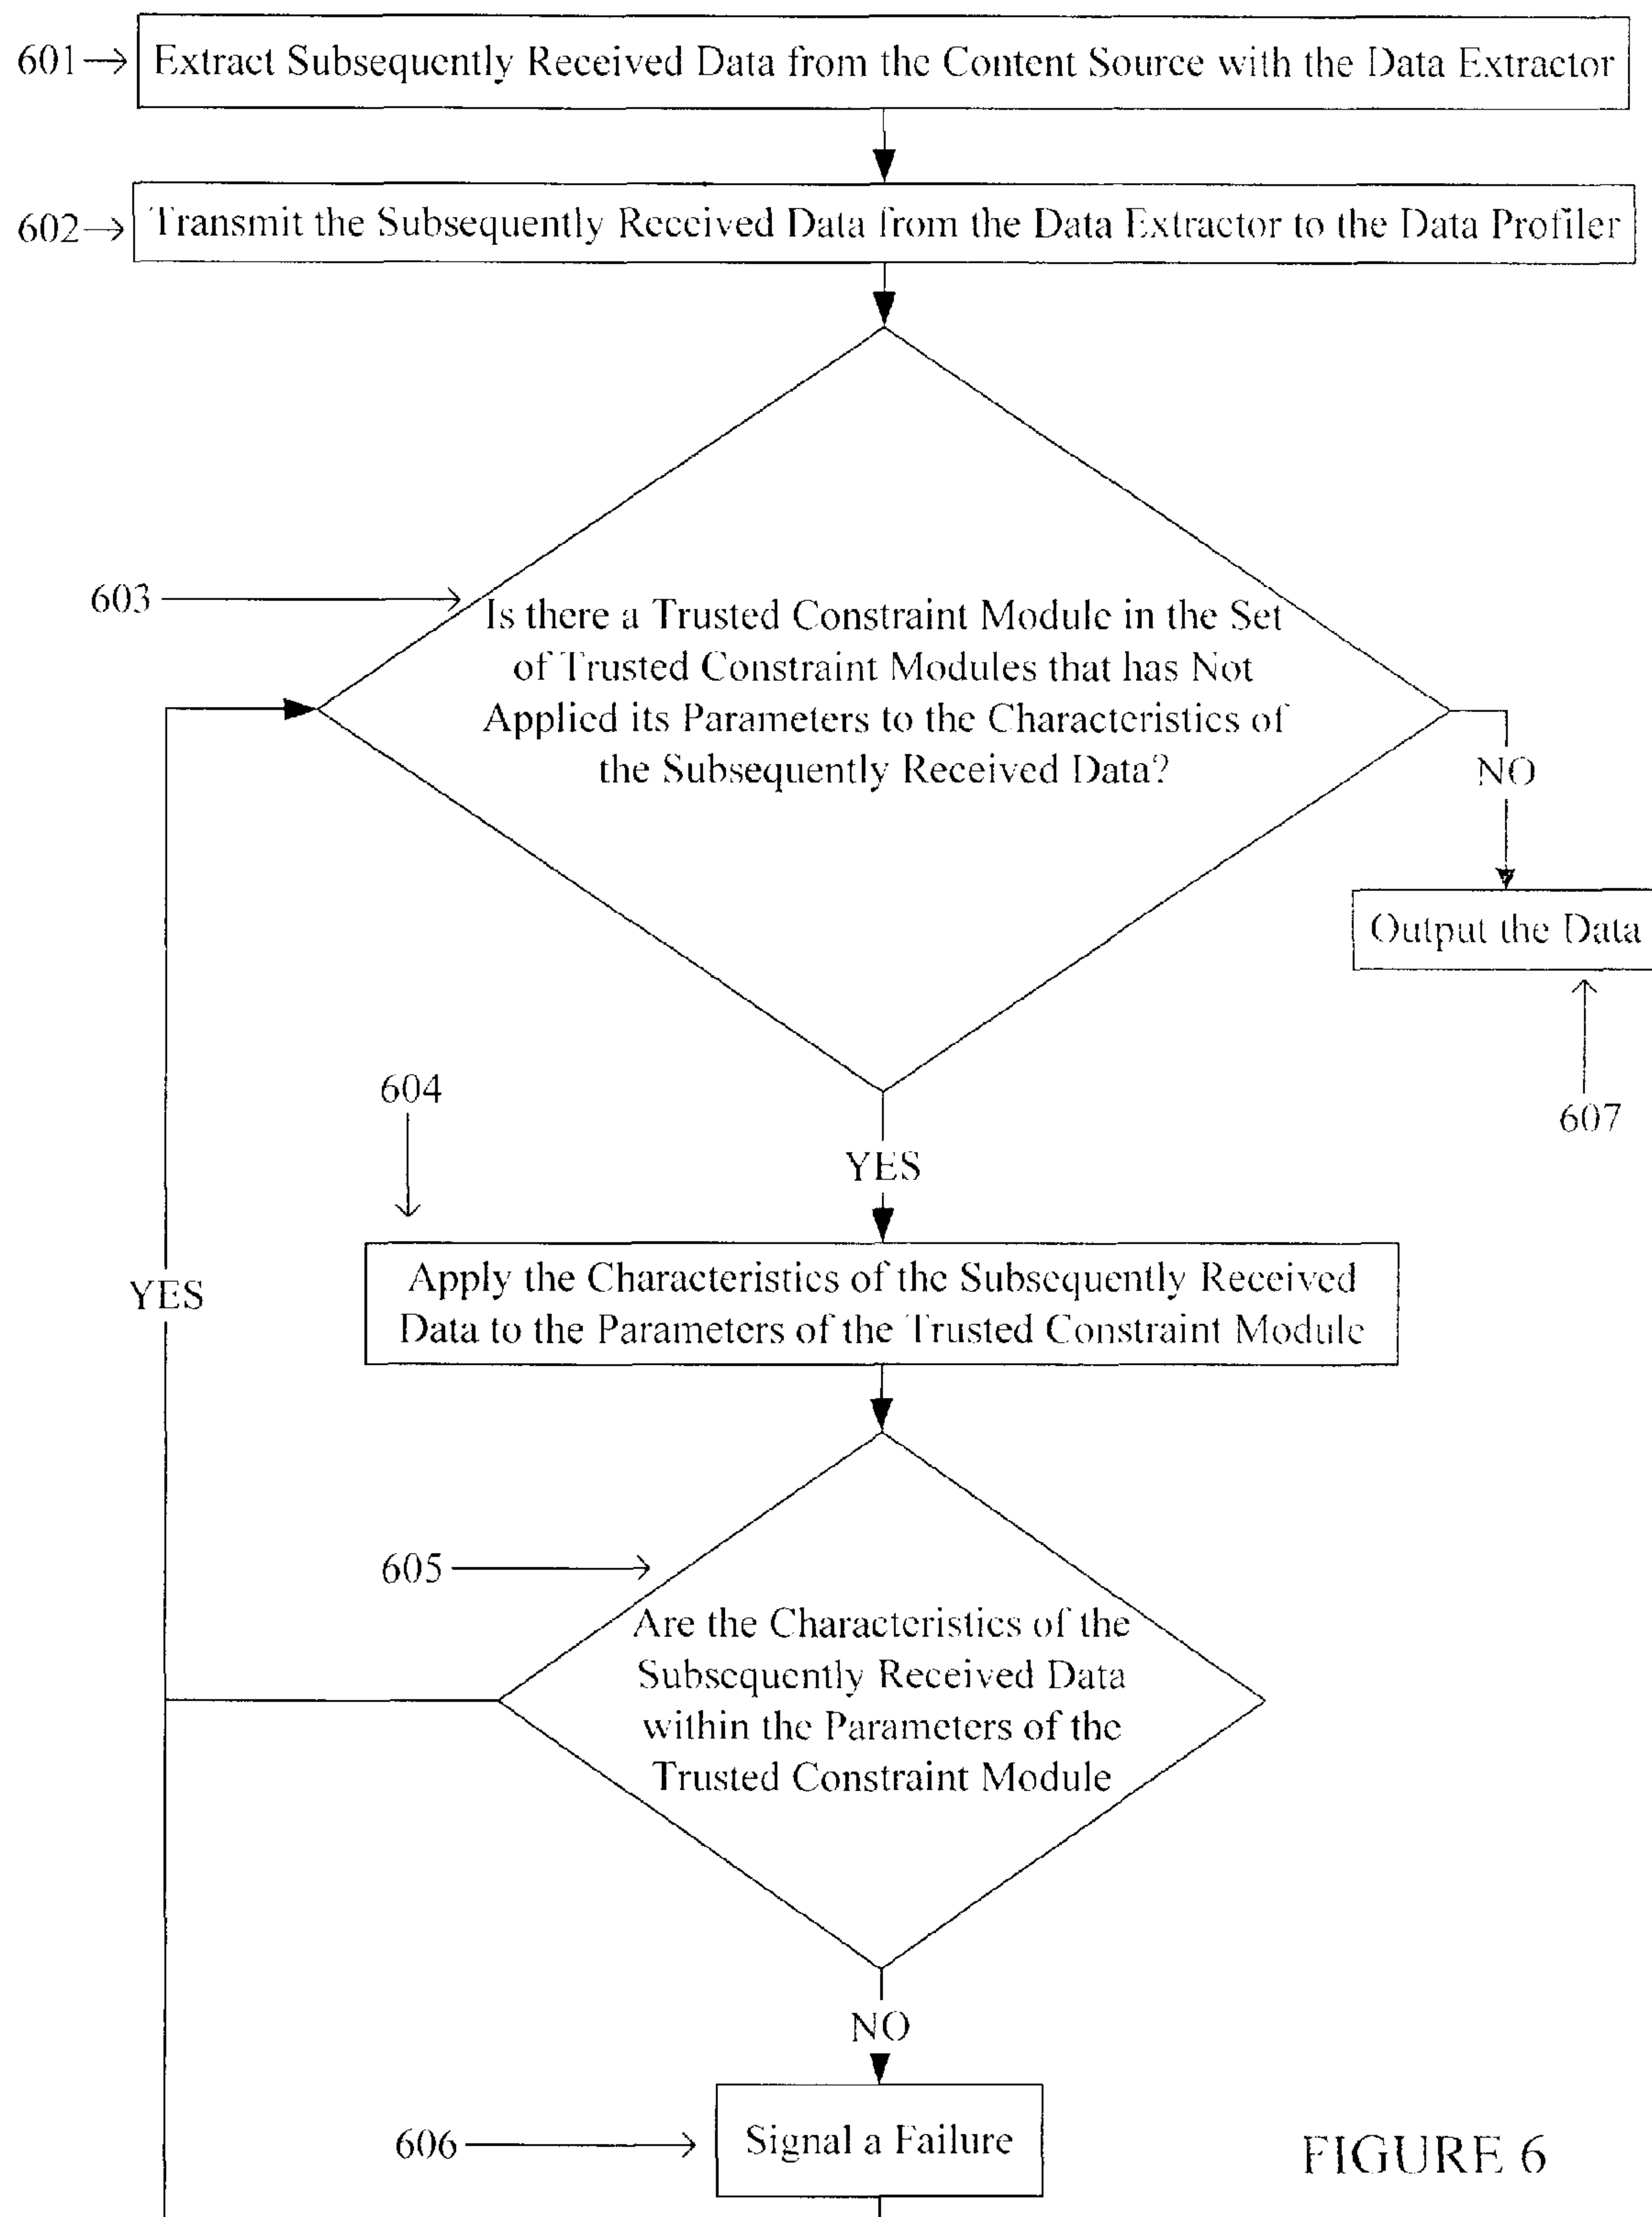 601
Extract Subsequently Received Data from the Content Source with the Data Extractor
602
Transmit the Subsequently Received Data from the Data Extractor to the Data Profiler
603
Is there a Trusted Constraint Module in the Set
of Trusted Constraint Modules that has Not
Applied its Parameters to the Characteristics of
the Subsequently Received Data?
NO
Output the Data
607
604
YES
YES
Apply the Characteristics of the Subsequently Received
Data to the Parameters of the Trusted Constraint Module
605
Are the Characteristics of the
Subsequently Received Data
within the Parameters of the
Trusted Constraint Module
NO
606
Signal a Failure
FIGURE 6